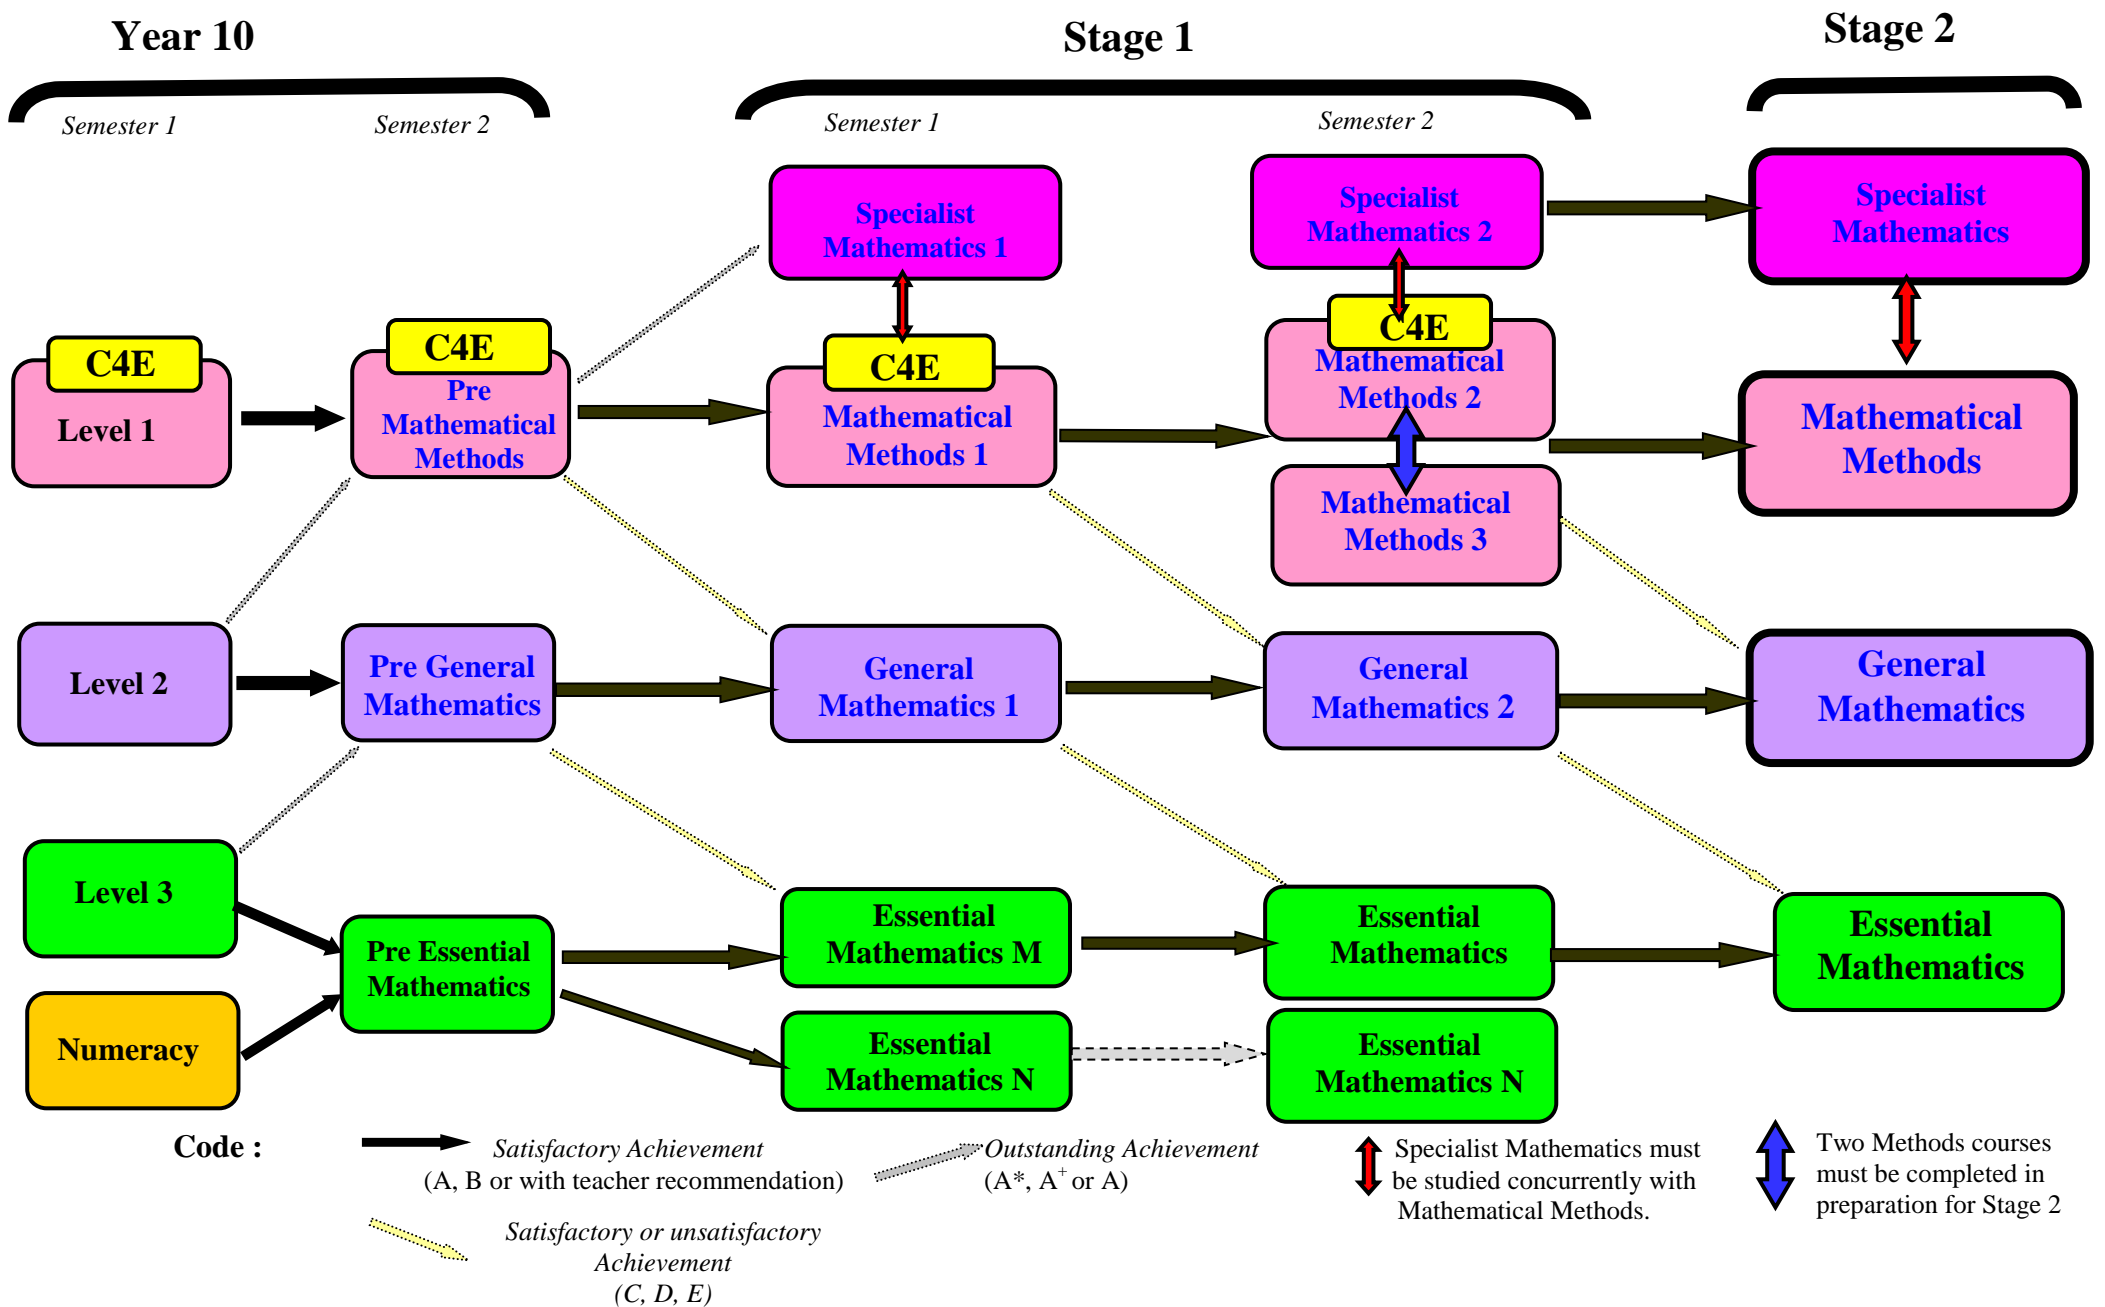 Year 10
Stage 1
Stage 2
Semester 1
Semester 2
Semester 1
Semester 2
C4E
Level 1
C4E
Pre
Mathematical
Methods
Specialist
Mathematics 1
C4E
Mathematical
Methods 1
Specialist
Mathematics 2
C4E
Mathematical
Methods 2
Mathematical
Methods 3
Specialist
Mathematics
Mathematical
Methods
Level 2
Pre General
Mathematics
General
Mathematics 1
General
Mathematics 2
General
Mathematics
Level 3
Numeracy
Pre Essential
Mathematics
Essential
Mathematics M
Essential
Mathematics
Essential
Mathematics
Essential
Mathematics N
Essential
Mathematics N
Code :
Satisfactory Achievement
(A, B or with teacher recommendation)
Outstanding Achievement
(A*, A+ or A)
Specialist Mathematics must
be studied concurrently with
Mathematical Methods.
Two Methods courses
must be completed in
preparation for Stage 2
Satisfactory or unsatisfactory
Achievement
(C, D, E)